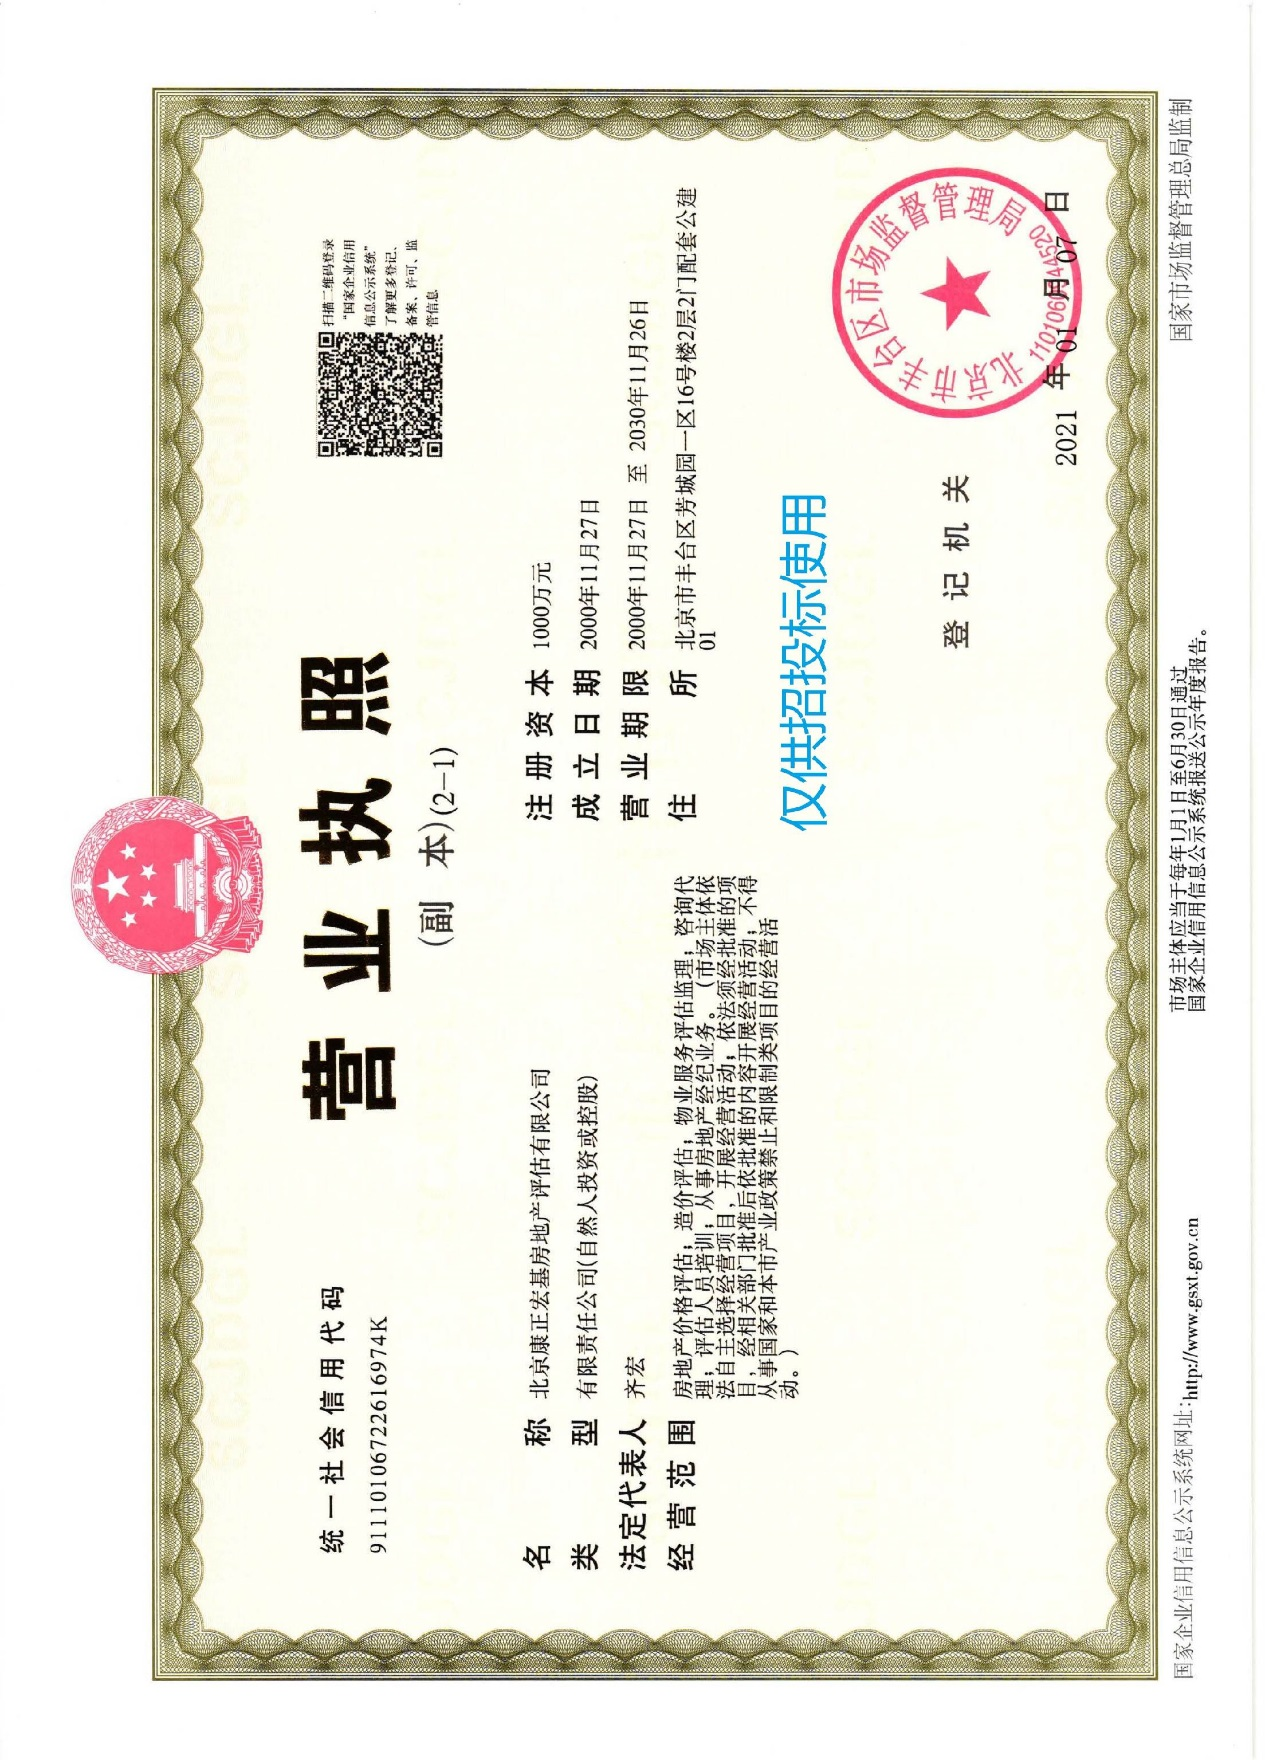 营业执照
(副 本)(2-1)
统一社会信用代码
91110106722616974K
扫描二维码登录
“国家企业信用
信息公示系统”
了解更多登记、
备案、许可、监
管信息
名 称 北京康正宏基房地产评估有限公司
类 型 有限责任公司(自然人投资或控股)
法定代表人 齐宏
经营范围 房地产价格评估；造价评估；物业服务评估监理；咨询代
理；评估人员培训；从事房地产经纪业务。（市场主体依
法自主选择经营项目，开展经营活动；依法须经批准的项
目，经相关部门批准后依批准的内容开展经营活动；不得
从事国家和本市产业政策禁止和限制类项目的经营活
动。）
注册资本 1000万元
成立日期 2000年11月27日
营业期限 2000年11月27日 至 2030年11月26日
住 所 北京市丰台区芳城园一区16号楼2层2门配套公建
01
仅供招投标使用
登记机关
北京市丰台区市场监督管理局
2021 年 01 月 07 日
国家企业信用信息公示系统网址:http://www.gsxt.gov.cn
市场主体应当于每年1月1日至6月30日通过
国家企业信用信息公示系统报送公示年度报告。
国家市场监督管理总局监制